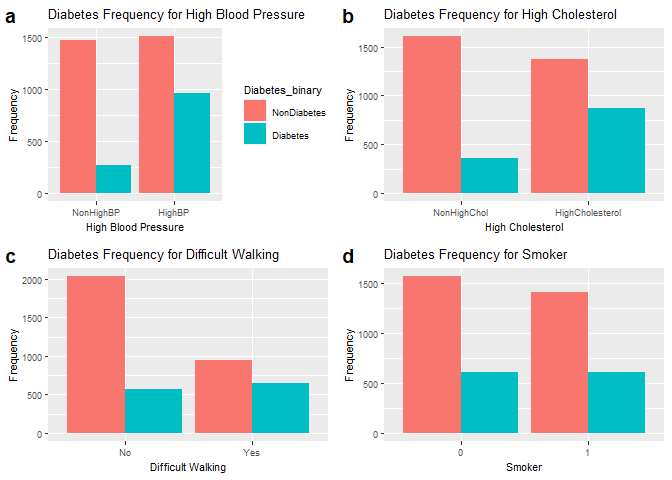 a
Diabetes Frequency for High Blood Pressure
1500
1000
500
0
Frequency
NonHighBP HighBP
High Blood Pressure
Diabetes_binary
NonDiabetes
Diabetes
b
Diabetes Frequency for High Cholesterol
1500
1000
500
0
Frequency
NonHighChol HighCholesterol
High Cholesterol
c
Diabetes Frequency for Difficult Walking
2000
1500
1000
500
0
Frequency
No Yes
Difficult Walking
d
Diabetes Frequency for Smoker
1500
1000
500
0
Frequency
0 1
Smoker